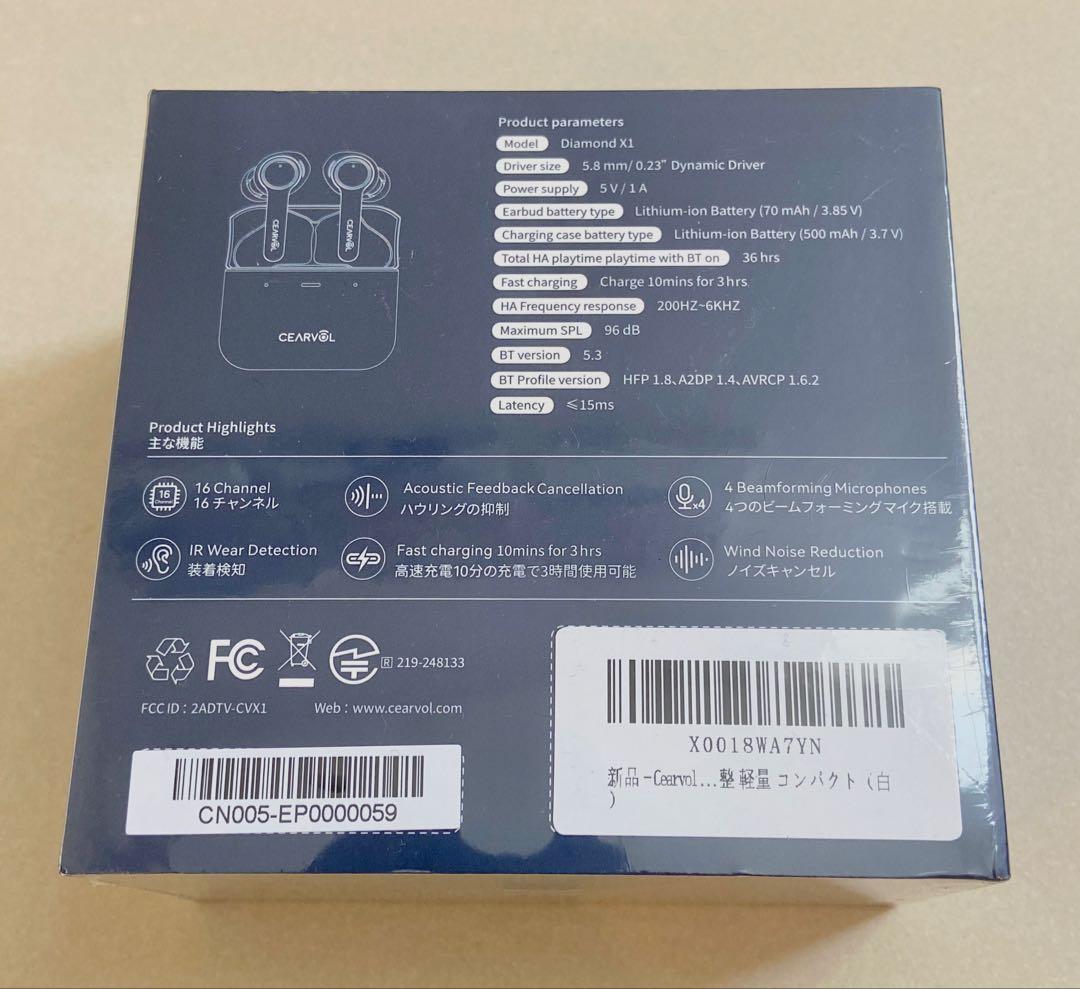 Product parameters
Model Diamond X1
Driver size 5.8 mm/ 0.23" Dynamic Driver
Power supply 5 V / 1 A
Earbud battery type Lithium-ion Battery (70 mAh / 3.85 V)
Charging case battery type Lithium-ion Battery (500 mAh / 3.7 V)
Total HA playtime playtime with BT on 36 hrs
Fast charging Charge 10mins for 3 hrs
HA Frequency response 200HZ~6KHZ
Maximum SPL 96 dB
BT version 5.3
BT Profile version HFP 1.8、A2DP 1.4、AVRCP 1.6.2
Latency ≤15ms
CEARVOL
CEARVOL
CEARVOL
Product Highlights
主な機能
16 Channel
16 Channel
16 チャンネル
Acoustic Feedback Cancellation
ハウリングの抑制
x4
4 Beamforming Microphones
4つのビームフォーミングマイク搭載
IR Wear Detection
装着検知
Fast charging 10mins for 3 hrs
高速充電10分の充電で3時間使用可能
Wind Noise Reduction
ノイズキャンセル
FC
R 219-248133
FCC ID : 2ADTV-CVX1 Web : www.cearvol.com
CN005-EP0000059
X0018WA7YN
新品 -Cearvol...整 軽量 コンパクト (白
)